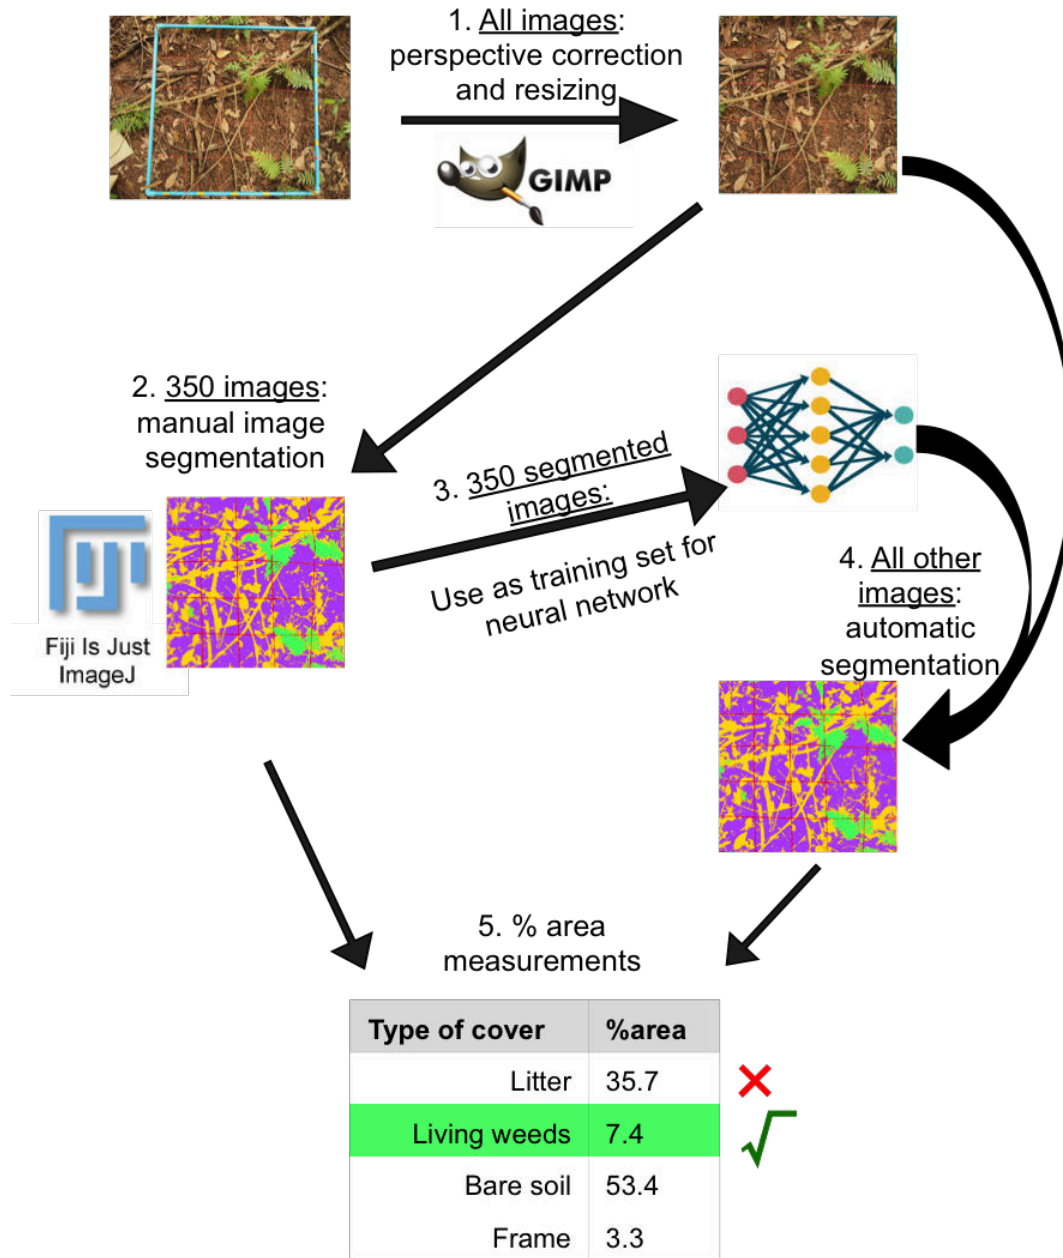 1. All images:
perspective correction
and resizing
GIMP
2. 350 images:
manual image
segmentation
Fiji Is Just
ImageJ
3. 350 segmented
images:
Use as training set for
neural network
4. All other
images:
automatic
segmentation
5. % area
measurements
Type of cover %area
Litter 35.7
Living weeds 7.4
Bare soil 53.4
Frame 3.3